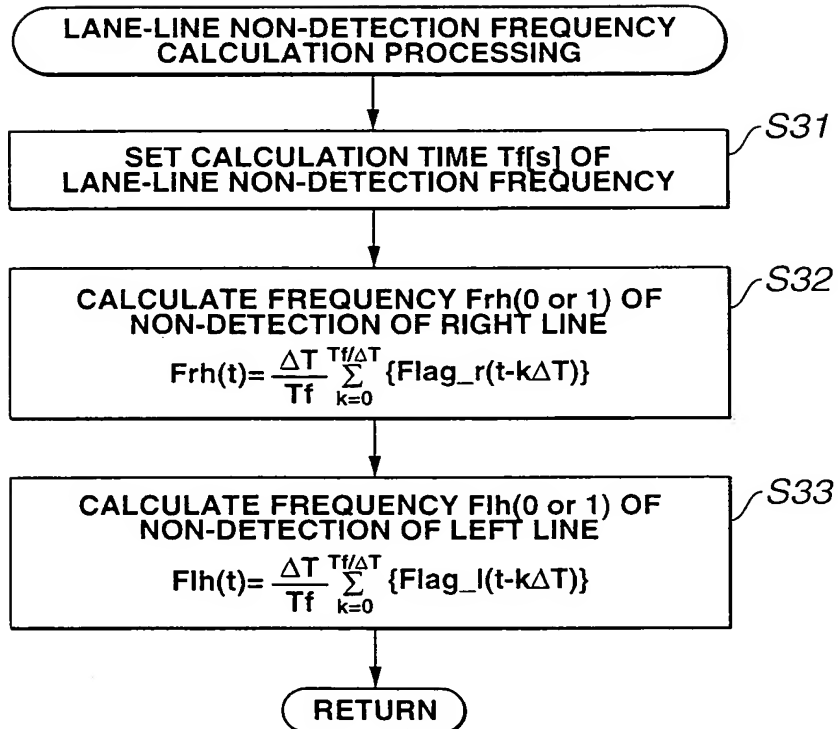 LANE-LINE NON-DETECTION FREQUENCY
CALCULATION PROCESSING
S31
SET CALCULATION TIME Tf[s] OF
LANE-LINE NON-DETECTION FREQUENCY
S32
CALCULATE FREQUENCY Frh(0 or 1) OF
NON-DETECTION OF RIGHT LINE
Frh(t)= ΔT/Tf Tf/ΔT Σ k=0 {Flag_r(t-kΔT)}
S33
CALCULATE FREQUENCY Flh(0 or 1) OF
NON-DETECTION OF LEFT LINE
Flh(t)= ΔT/Tf Tf/ΔT Σ k=0 {Flag_l(t-kΔT)}
RETURN